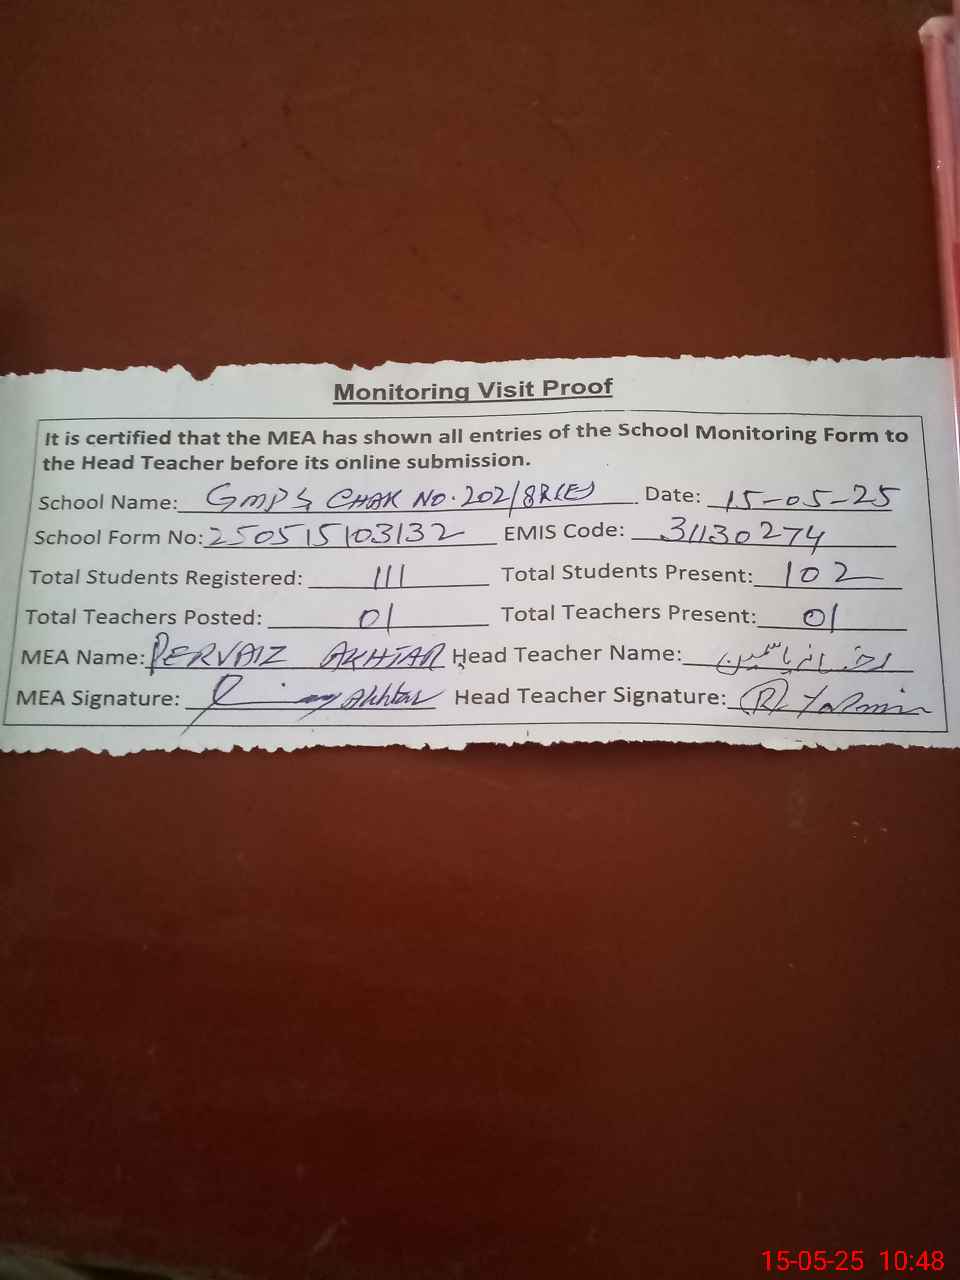 Monitoring Visit Proof
It is certified that the MEA has shown all entries of the School Monitoring Form to
the Head Teacher before its online submission.
School Name: GMPS CHAK NO. 202/8R(E) Date: 15-05-25
School Form No: 250515103132 EMIS Code: 31130274
Total Students Registered: 111 Total Students Present: 102
Total Teachers Posted: 01 Total Teachers Present: 01
MEA Name: PERVAIZ AKHTAR Head Teacher Name: یاسمین
MEA Signature: Akhtar Head Teacher Signature: Yasmin
15-05-25 10:48